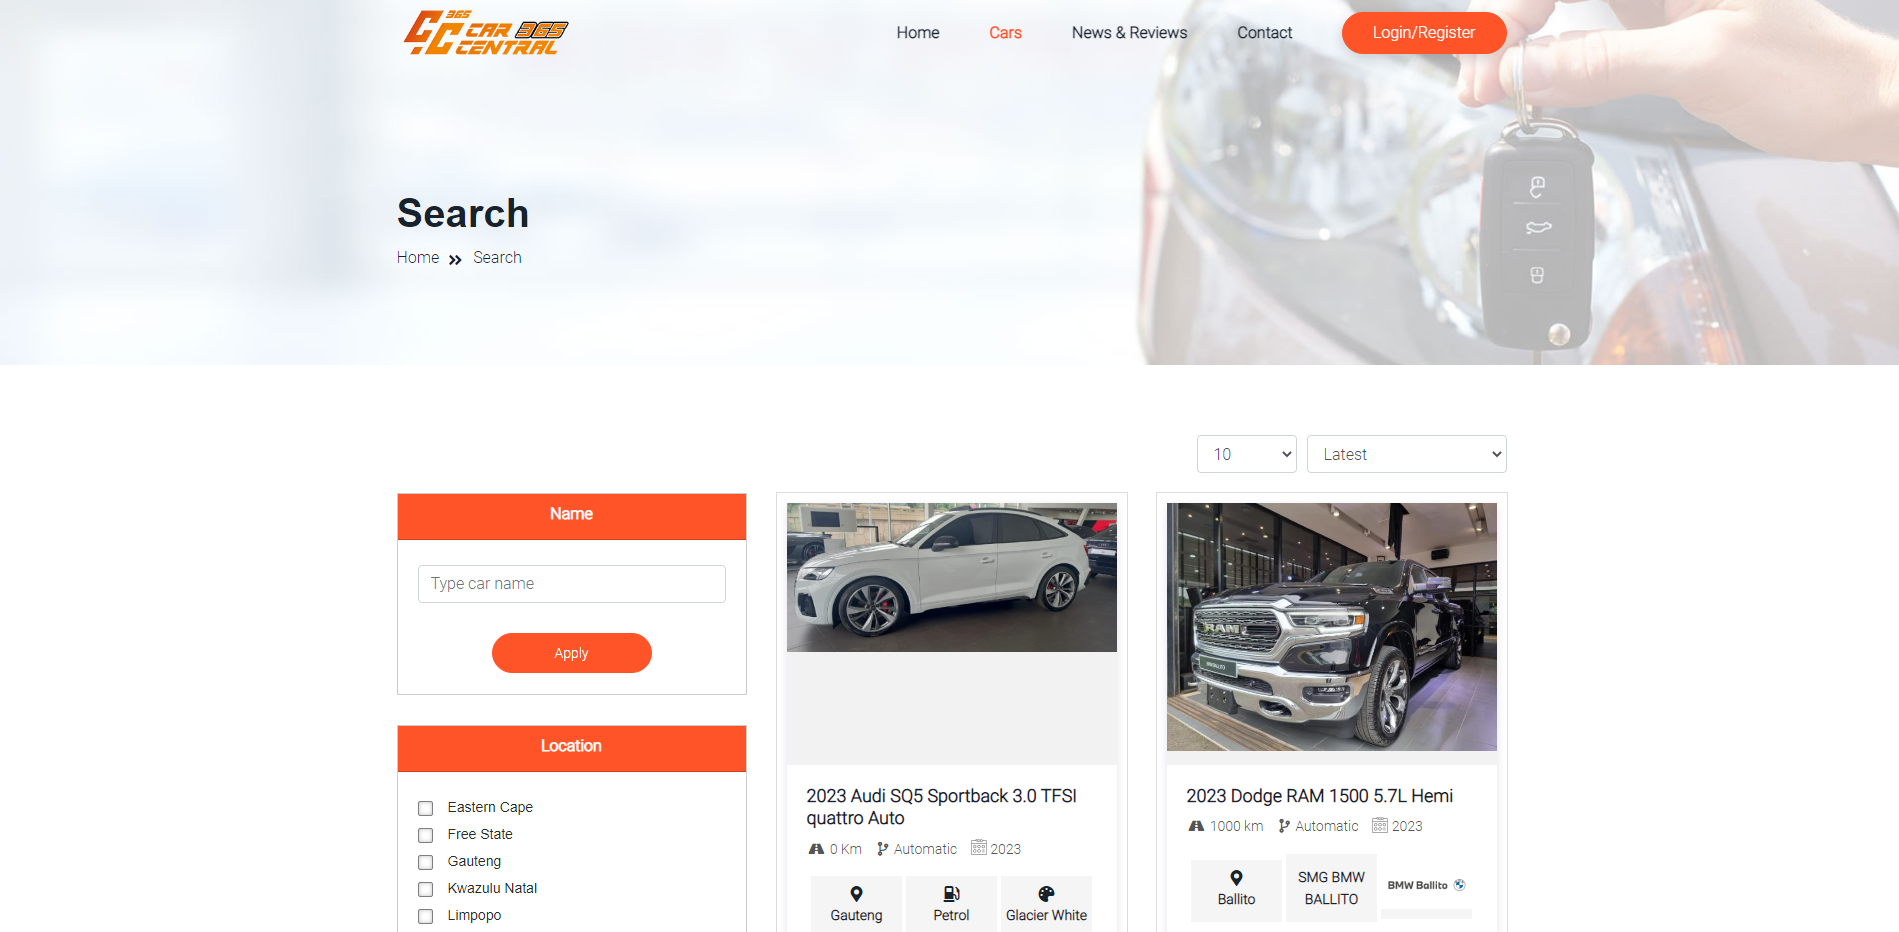 365
CAR 365
CENTRAL
Home
Cars
News & Reviews
Contact
Login/Register
Search
Home
Search
10
Latest
Name
Type car name
Apply
Location
Eastern Cape
Free State
Gauteng
Kwazulu Natal
Limpopo
2023 Audi SQ5 Sportback 3.0 TFSI
quattro Auto
0 Km
Automatic
2023
Gauteng
Petrol
Glacier White
RAM
BMW BALLITO
2023 Dodge RAM 1500 5.7L Hemi
1000 km
Automatic
2023
Ballito
SMG BMW
BALLITO
BMW Ballito